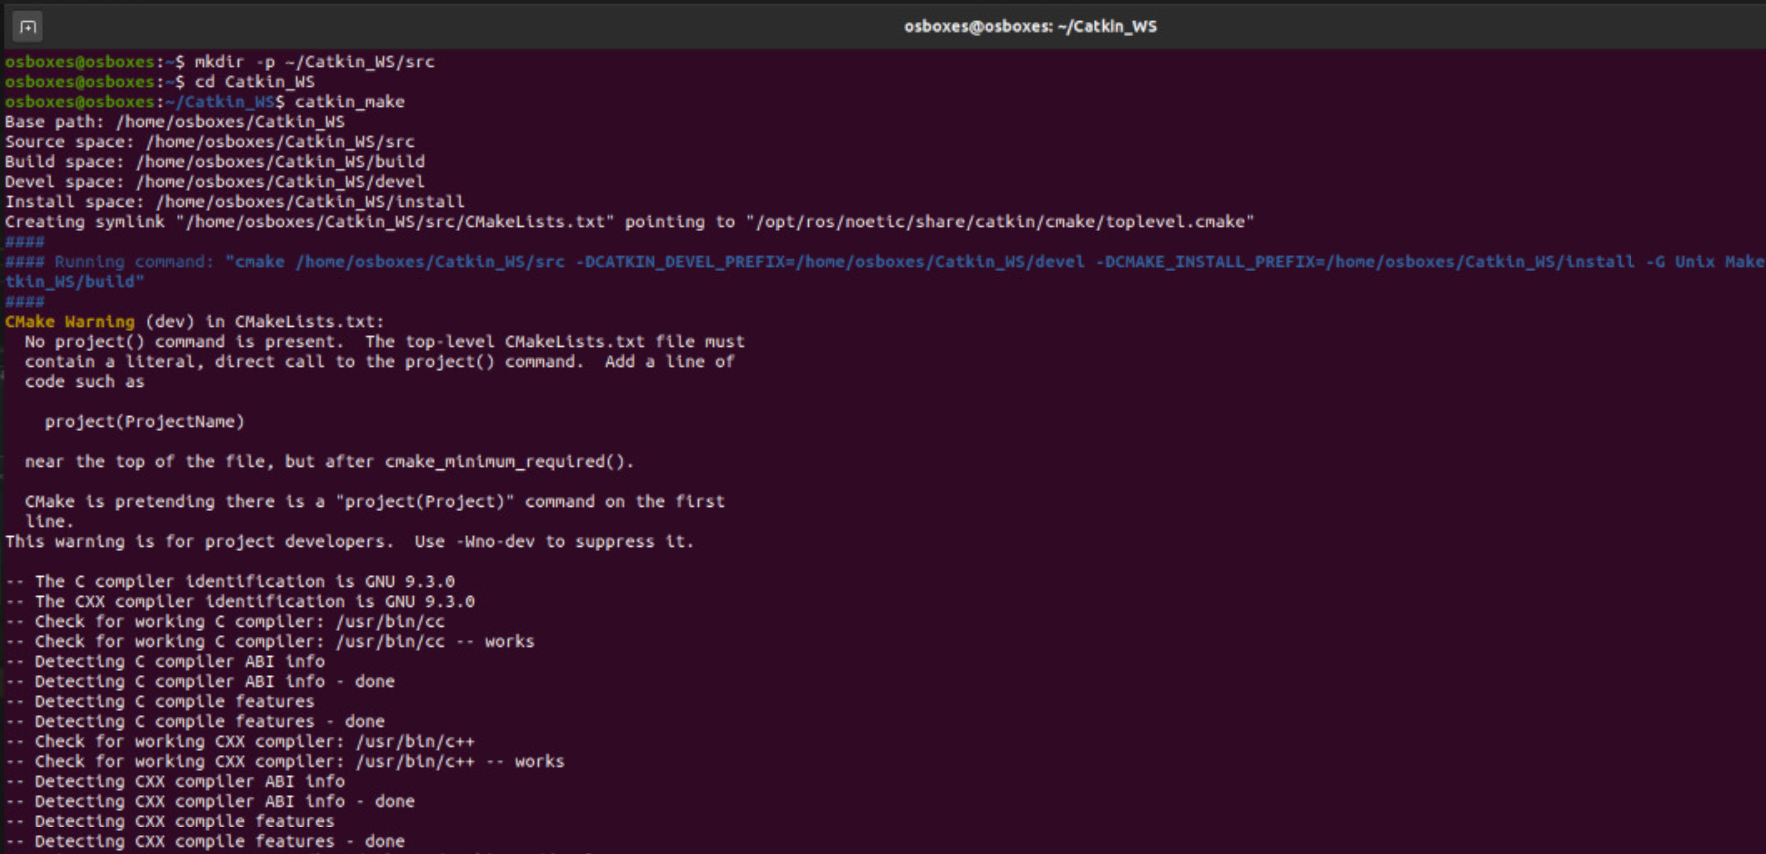 osboxes@osboxes: ~/Catkin_WS
osboxes@osboxes:~$ mkdir -p ~/Catkin_WS/src
osboxes@osboxes:~$ cd Catkin_WS
osboxes@osboxes:~/Catkin_WS$ catkin_make
Base path: /home/osboxes/Catkin_WS
Source space: /home/osboxes/Catkin_WS/src
Build space: /home/osboxes/Catkin_WS/build
Devel space: /home/osboxes/Catkin_WS/devel
Install space: /home/osboxes/Catkin_WS/install
Creating symlink "/home/osboxes/Catkin_WS/src/CMakeLists.txt" pointing to "/opt/ros/noetic/share/catkin/cmake/toplevel.cmake"
####
#### Running command: "cmake /home/osboxes/Catkin_WS/src -DCATKIN_DEVEL_PREFIX=/home/osboxes/Catkin_WS/devel -DCMAKE_INSTALL_PREFIX=/home/osboxes/Catkin_WS/install -G Unix Make
tkin_WS/build"
####
CMake Warning (dev) in CMakeLists.txt:
  No project() command is present.  The top-level CMakeLists.txt file must
  contain a literal, direct call to the project() command.  Add a line of
  code such as
    project(ProjectName)
  near the top of the file, but after cmake_minimum_required().
  CMake is pretending there is a "project(Project)" command on the first
  line.
This warning is for project developers.  Use -Wno-dev to suppress it.
-- The C compiler identification is GNU 9.3.0
-- The CXX compiler identification is GNU 9.3.0
-- Check for working C compiler: /usr/bin/cc
-- Check for working C compiler: /usr/bin/cc -- works
-- Detecting C compiler ABI info
-- Detecting C compiler ABI info - done
-- Detecting C compile features
-- Detecting C compile features - done
-- Check for working CXX compiler: /usr/bin/c++
-- Check for working CXX compiler: /usr/bin/c++ -- works
-- Detecting CXX compiler ABI info
-- Detecting CXX compiler ABI info - done
-- Detecting CXX compile features
-- Detecting CXX compile features - done